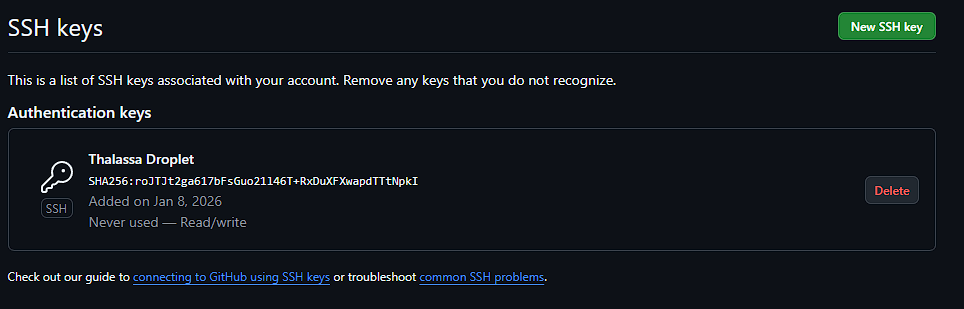 SSH keys
New SSH key
This is a list of SSH keys associated with your account. Remove any keys that you do not recognize.
Authentication keys
Thalassa Droplet
SHA256:roJTJt2ga617bFsGuo21146T+RxDuXFXwapdTTtNpkI
SSH
Added on Jan 8, 2026
Never used — Read/write
Delete
Check out our guide to connecting to GitHub using SSH keys or troubleshoot common SSH problems.